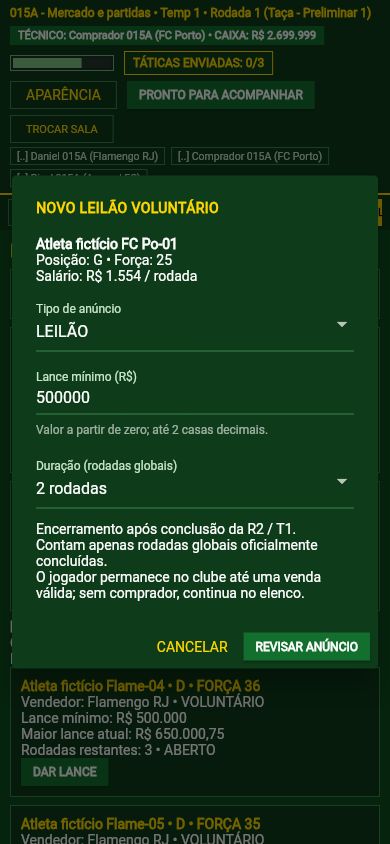 015A - Mercado e partidas • Temp 1 • Rodada 1 (Taça - Preliminar 1)
TÉCNICO: Comprador 015A (FC Porto) • CAIXA: R$ 2.699.999
TÁTICAS ENVIADAS: 0/3
APARÊNCIA
PRONTO PARA ACOMPANHAR
TROCAR SALA
[..] Daniel 015A (Flamengo RJ)
[..] Comprador 015A (FC Porto)
NOVO LEILÃO VOLUNTÁRIO
Atleta fictício FC Po-01
Posição: G • Força: 25
Salário: R$ 1.554 / rodada
Tipo de anúncio
LEILÃO
Lance mínimo (R$)
500000
Valor a partir de zero; até 2 casas decimais.
Duração (rodadas globais)
2 rodadas
Encerramento após conclusão da R2 / T1.
Contam apenas rodadas globais oficialmente
concluídas.
O jogador permanece no clube até uma venda
válida; sem comprador, continua no elenco.
CANCELAR
REVISAR ANÚNCIO
Atleta fictício Flame-04 • D • FORÇA 36
Vendedor: Flamengo RJ • VOLUNTÁRIO
Lance mínimo: R$ 500.000
Maior lance atual: R$ 650.000,75
Rodadas restantes: 3 • ABERTO
DAR LANCE
Atleta fictício Flame-05 • D • FORÇA 35
Vendedor: Flamengo RJ • VOLUNTÁRIO